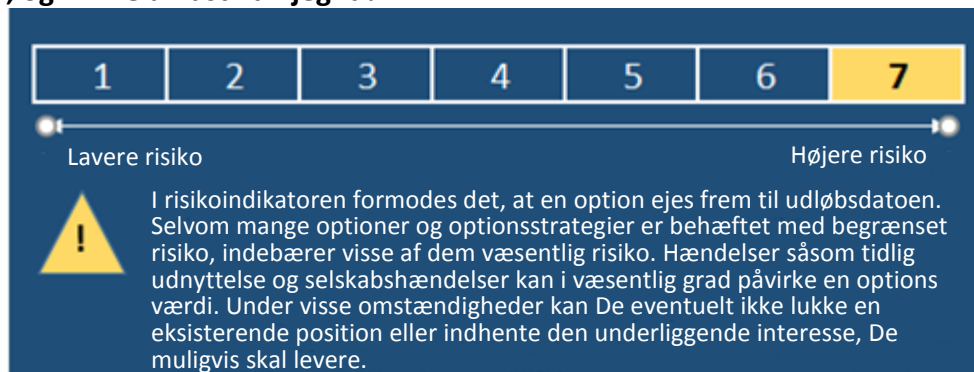 1 2 3 4 5 6 7
Lavere risiko Højere risiko
I risikoindikatoren formodes det, at en option ejes frem til udløbsdatoen.
! Selvom mange optioner og optionsstrategier er behæftet med begrænset
risiko, indebærer visse af dem væsentlig risiko. Hændelser såsom tidlig
udnyttelse og selskabshændelser kan i væsentlig grad påvirke en options
værdi. Under visse omstændigheder kan De eventuelt ikke lukke en
eksisterende position eller indhente den underliggende interesse, De
muligvis skal levere.